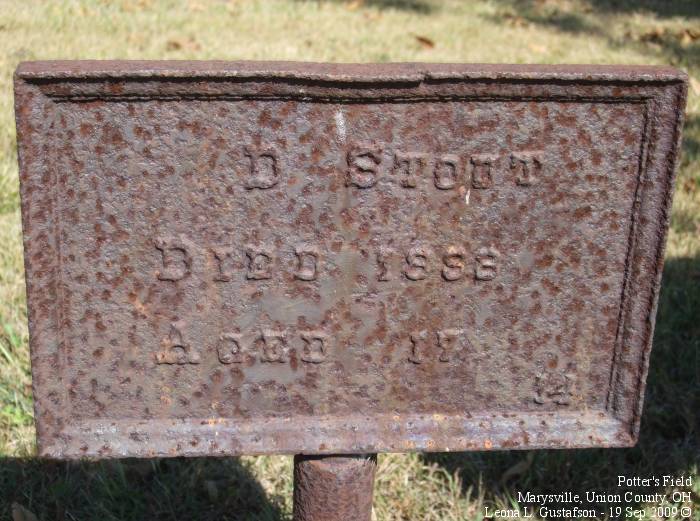 D STOUT
DIED 1888
AGED 17
14
Potter's Field
Marysville, Union County, OH
Leona L. Gustafson - 19 Sep 2009 ©